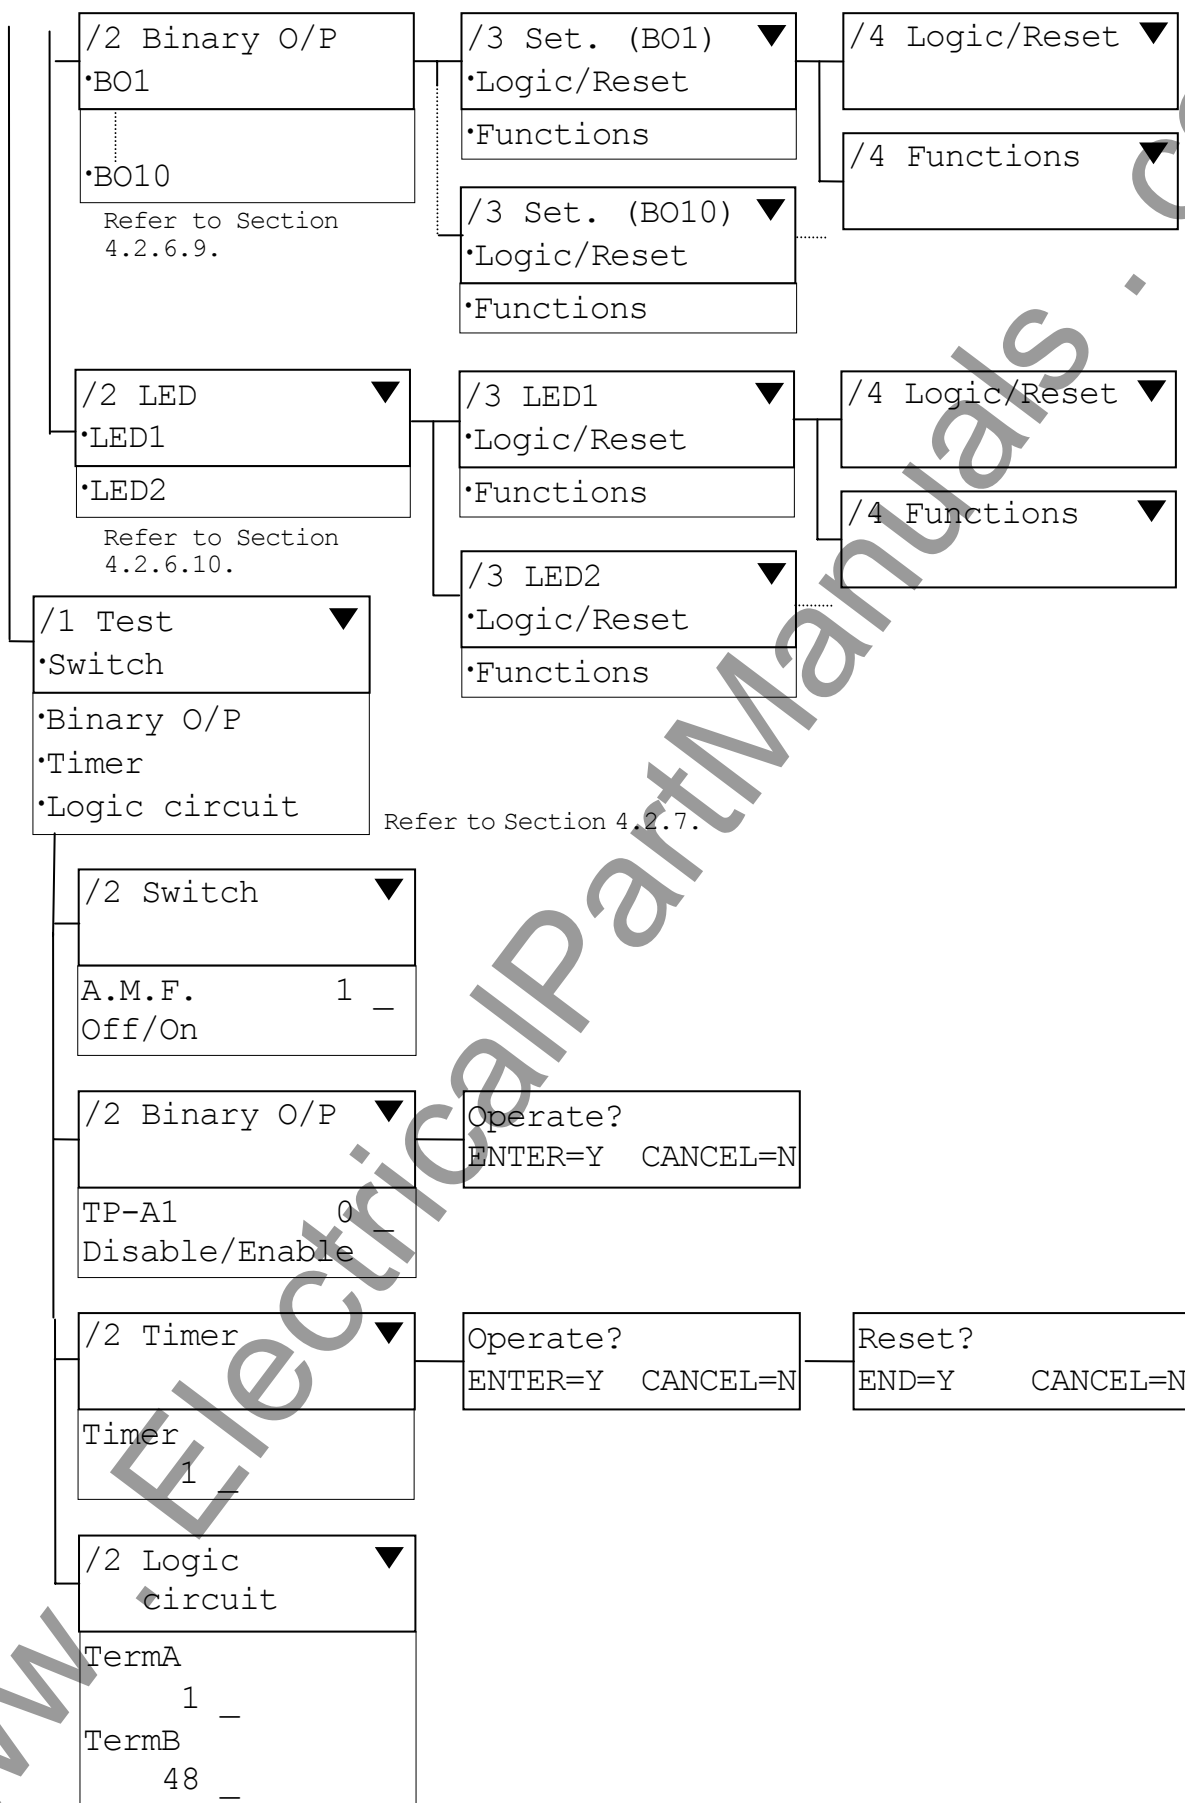 /2 Binary O/P
·BO1
·BO10
Refer to Section
4.2.6.9.
/3 Set. (BO1) ▼
·Logic/Reset
·Functions
/4 Logic/Reset ▼
/4 Functions ▼
/3 Set. (BO10) ▼
·Logic/Reset
·Functions
/2 LED ▼
·LED1
·LED2
Refer to Section
4.2.6.10.
/3 LED1 ▼
·Logic/Reset
·Functions
/4 Logic/Reset ▼
/4 Functions ▼
/3 LED2 ▼
·Logic/Reset
·Functions
/1 Test ▼
·Switch
·Binary O/P
·Timer
·Logic circuit
Refer to Section 4.2.7.
/2 Switch ▼
A.M.F. 1 _
Off/On
/2 Binary O/P ▼
TP-A1 0 _
Disable/Enable
Operate?
ENTER=Y CANCEL=N
/2 Timer ▼
Timer
1 _
Operate?
ENTER=Y CANCEL=N
Reset?
END=Y CANCEL=N
/2 Logic ▼
circuit
TermA
1 _
TermB
48 _
w . ElectricalPartManuals . c